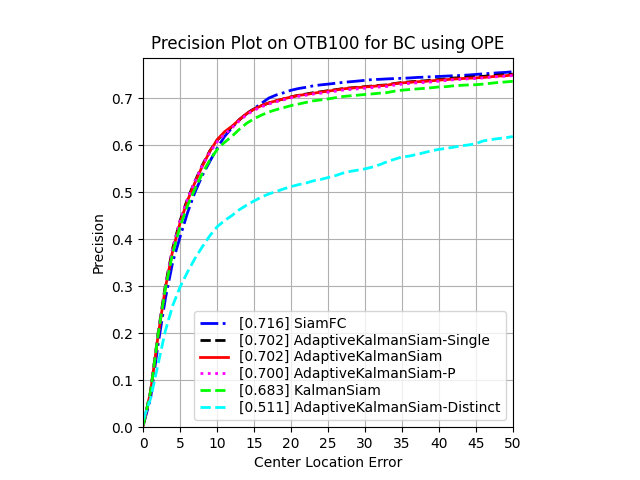 Precision Plot on OTB100 for BC using OPE
Precision
0.7
0.6
0.5
0.4
0.3
0.2
0.1
0.0
[0.716] SiamFC
[0.702] AdaptiveKalmanSiam-Single
[0.702] AdaptiveKalmanSiam
[0.700] AdaptiveKalmanSiam-P
[0.683] KalmanSiam
[0.511] AdaptiveKalmanSiam-Distinct
0 5 10 15 20 25 30 35 40 45 50
Center Location Error